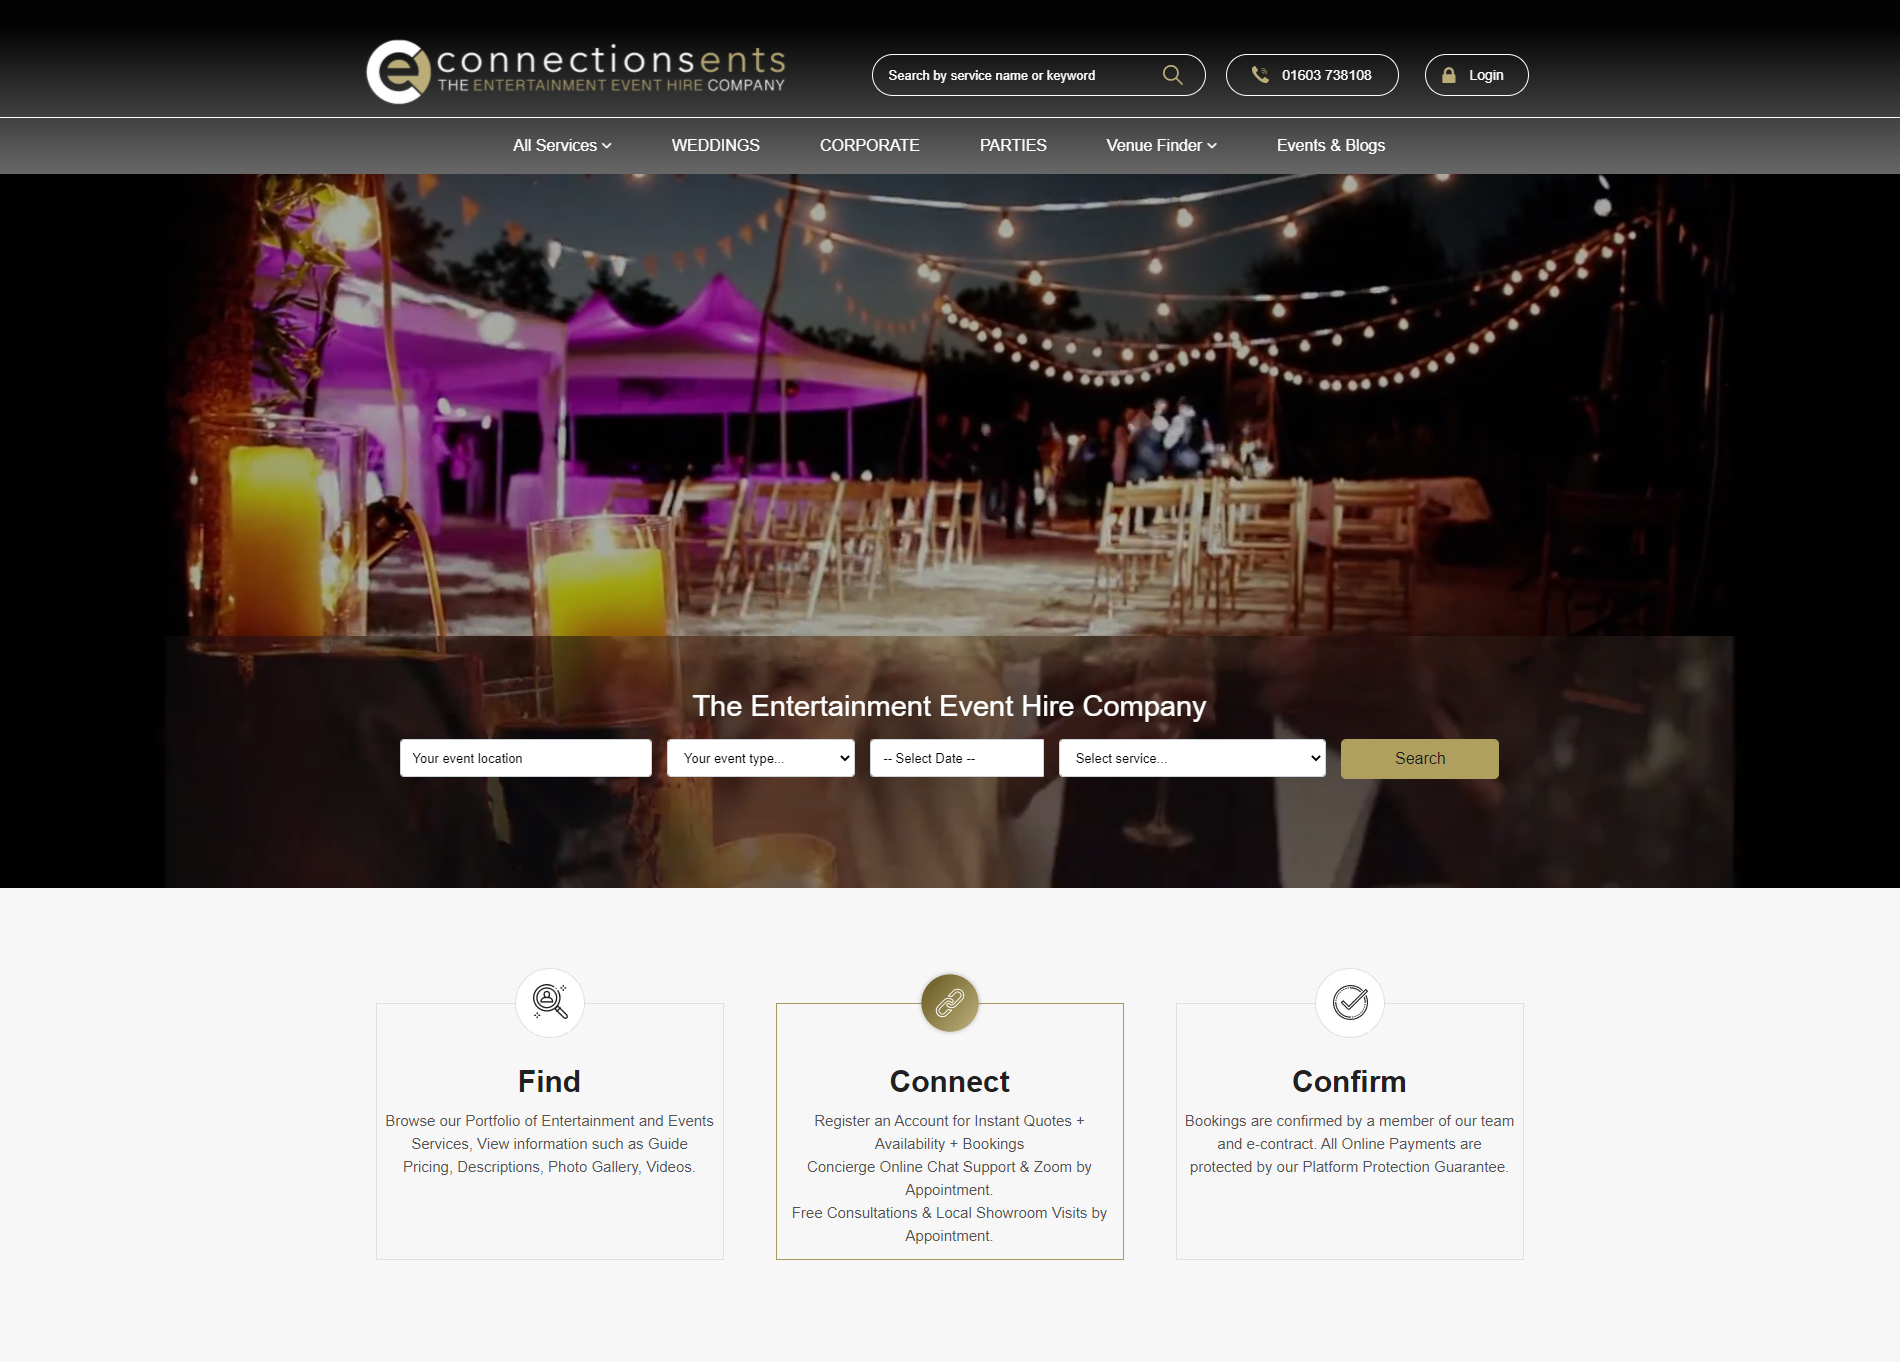 connectionsents
THE ENTERTAINMENT EVENT HIRE COMPANY
Search by service name or keyword
01603 738108
Login
All Services
WEDDINGS
CORPORATE
PARTIES
Venue Finder
Events & Blogs
The Entertainment Event Hire Company
Your event location
Your event type...
-- Select Date --
Select service...
Search
Find
Browse our Portfolio of Entertainment and Events
Services, View information such as Guide
Pricing, Descriptions, Photo Gallery, Videos.
Connect
Register an Account for Instant Quotes +
Availability + Bookings
Concierge Online Chat Support & Zoom by
Appointment.
Free Consultations & Local Showroom Visits by
Appointment.
Confirm
Bookings are confirmed by a member of our team
and e-contract. All Online Payments are
protected by our Platform Protection Guarantee.